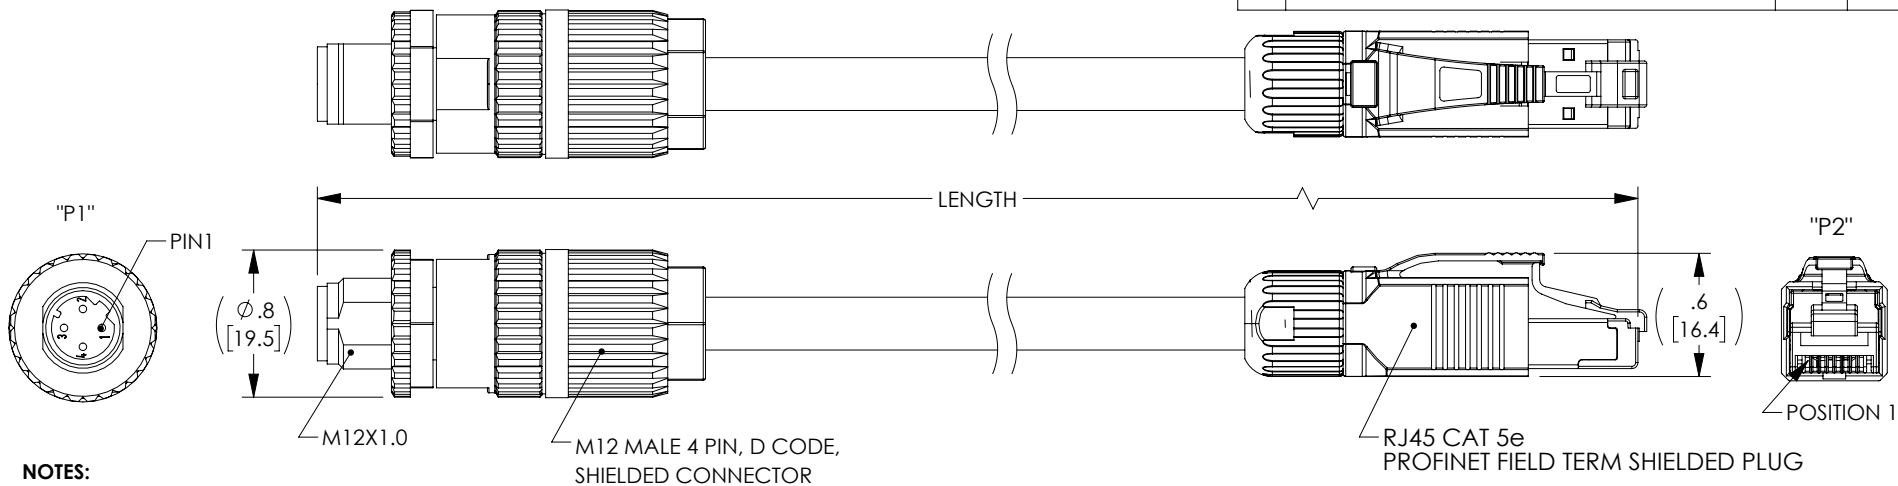 LENGTH
"P1"
PIN1
2
3
1
4
Ø.8
[19.5]
.6
[16.4]
"P2"
POSITION 1
M12X1.0
M12 MALE 4 PIN, D CODE,
SHIELDED CONNECTOR
RJ45 CAT 5e
PROFINET FIELD TERM SHIELDED PLUG
NOTES: